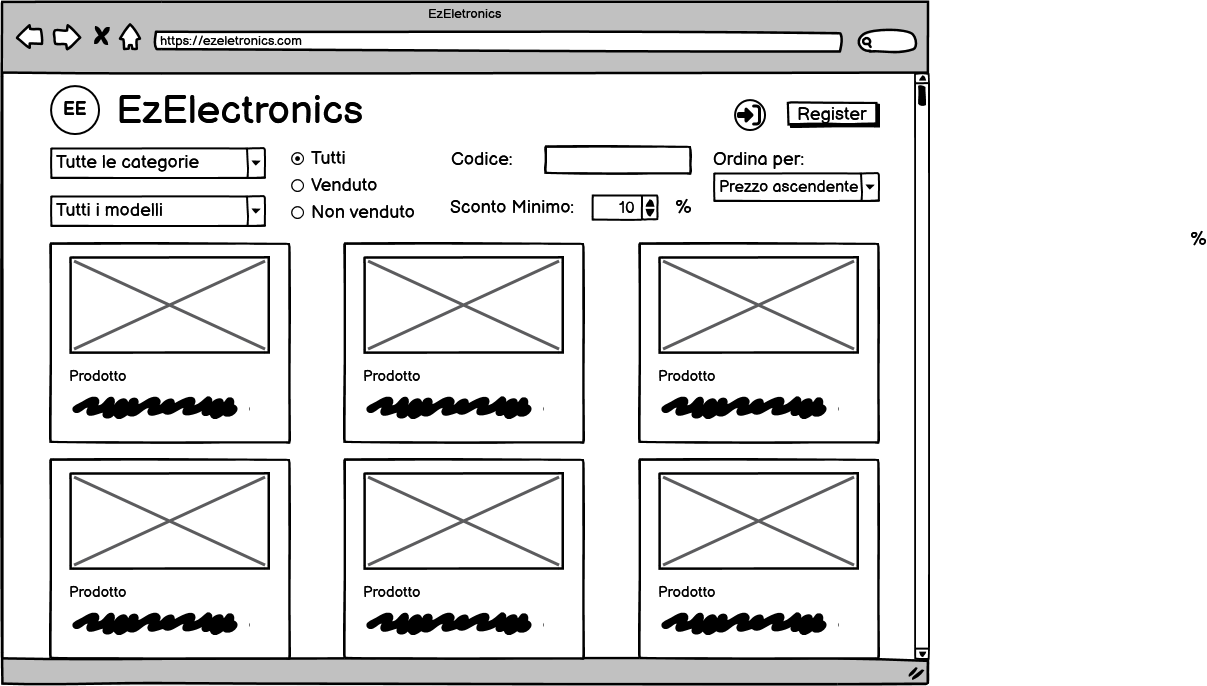 EzEletronics
https://ezeletronics.com
EE
EzElectronics
Register
Tutte le categorie
Tutti
Codice:
Ordina per:
Venduto
Prezzo ascendente
Tutti i modelli
Non venduto
Sconto Minimo:
10
%
%
Prodotto
Prodotto
Prodotto
Prodotto
Prodotto
Prodotto